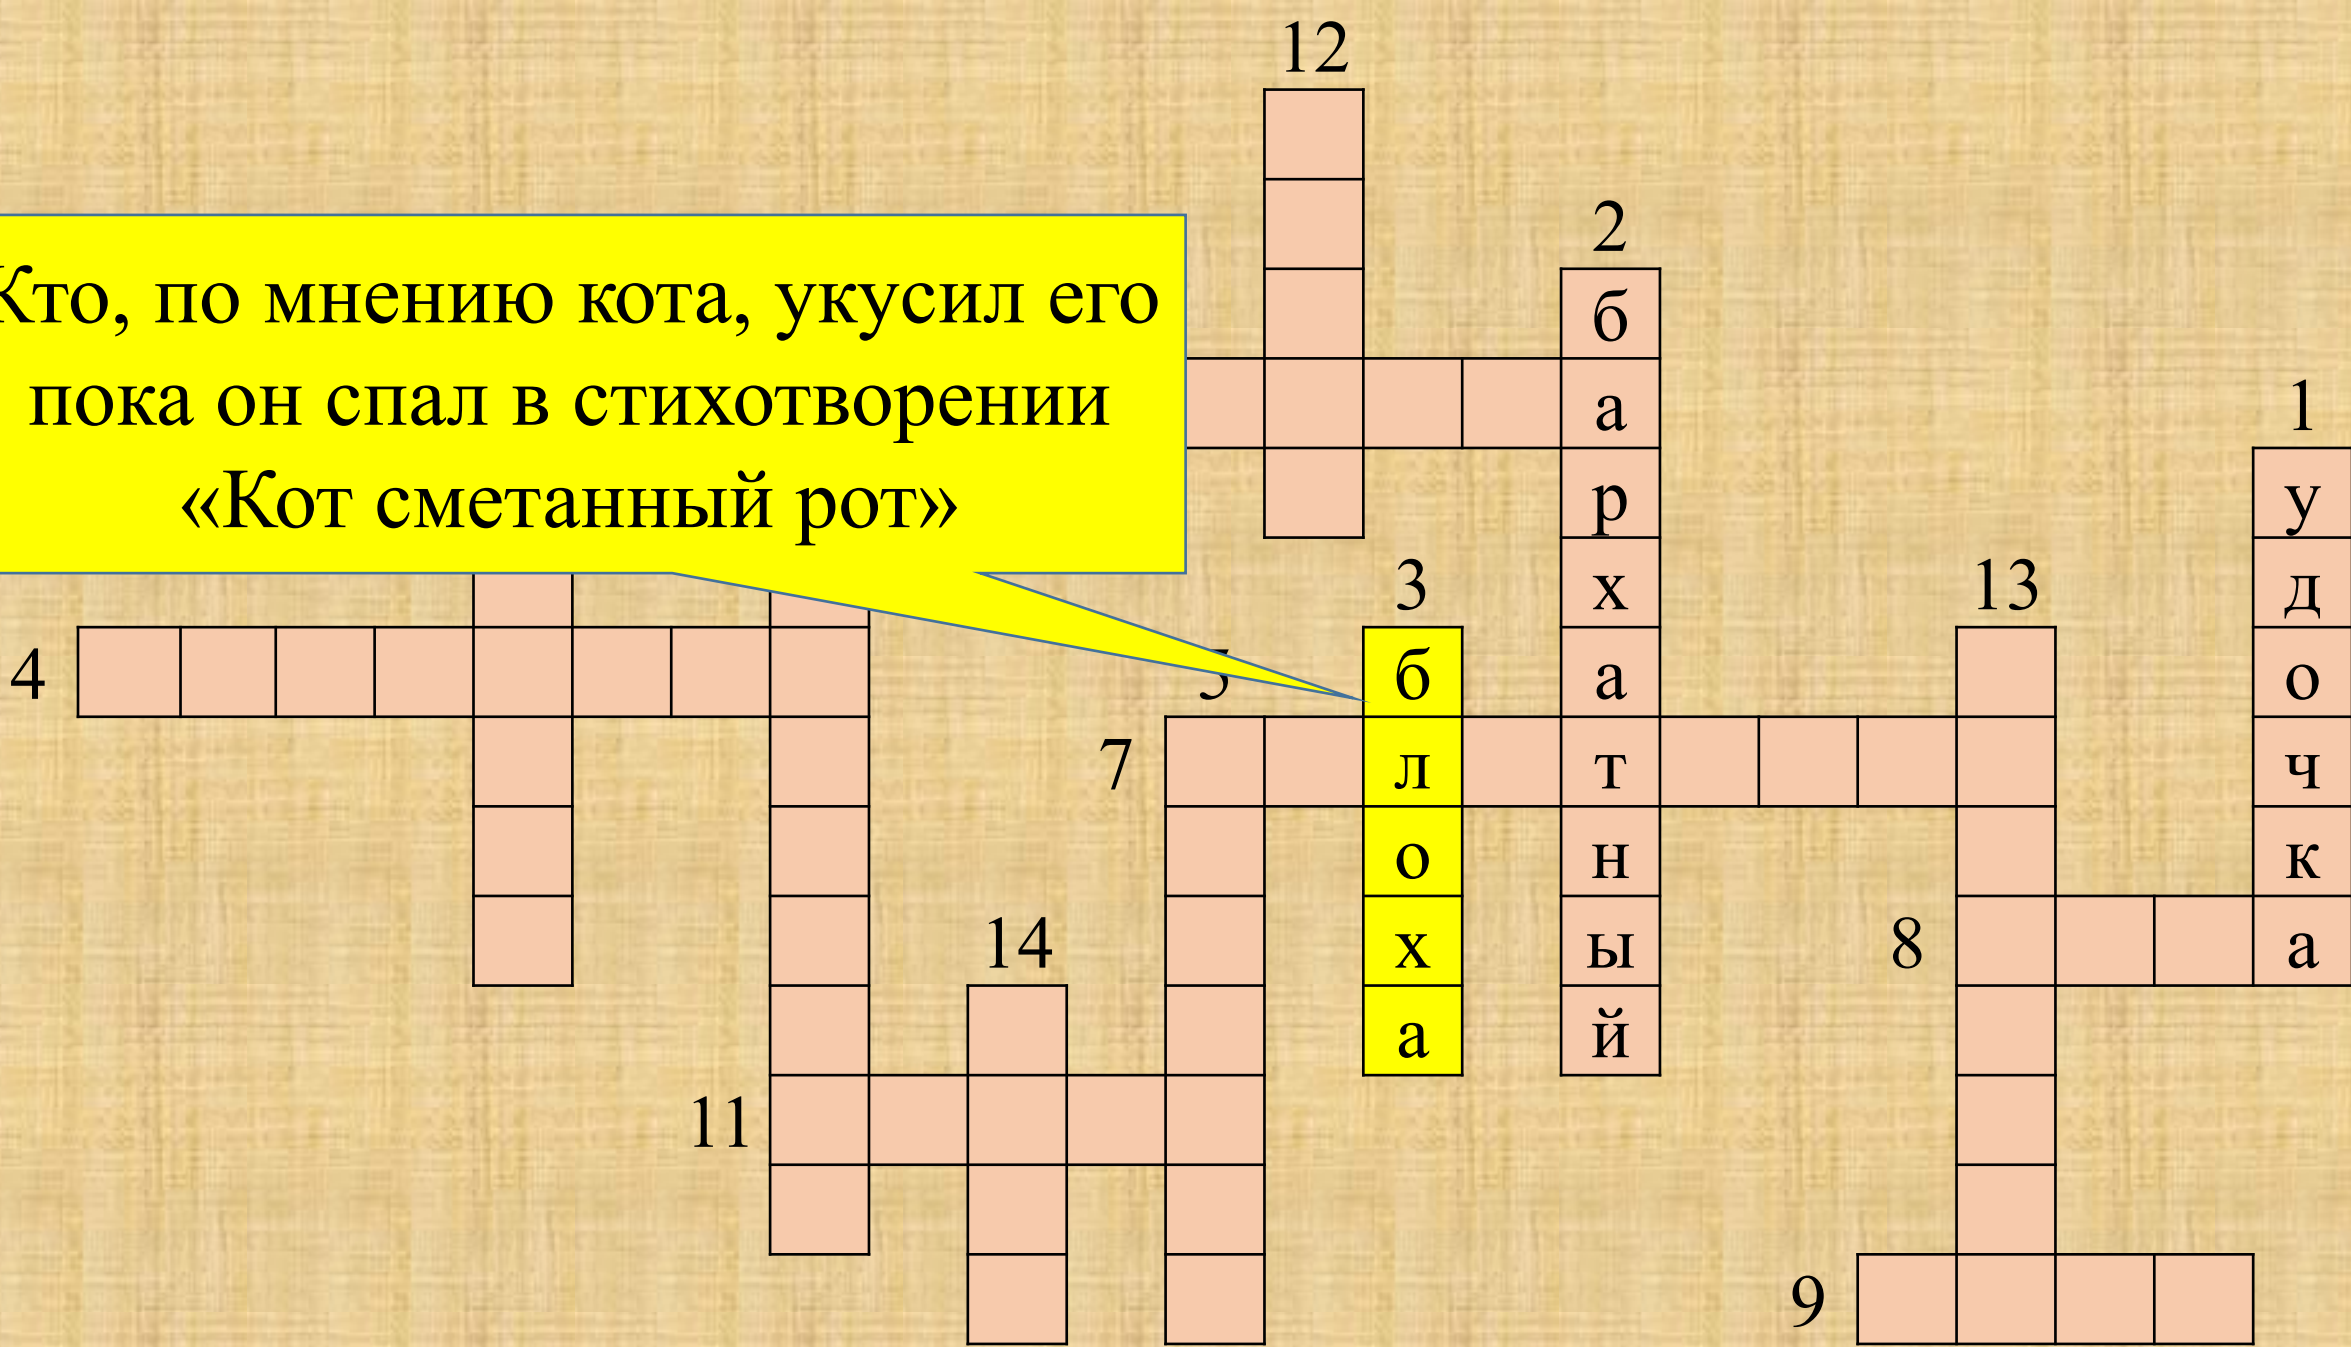 12
2
Кто, по мнению кота, укусил его
пока он спал в стихотворении
«Кот сметанный рот»
б
а
1
р
у
3
х
13
д
4
5
б
а
о
7
л
т
ч
о
н
к
14
х
ы
8
а
а
й
11
9